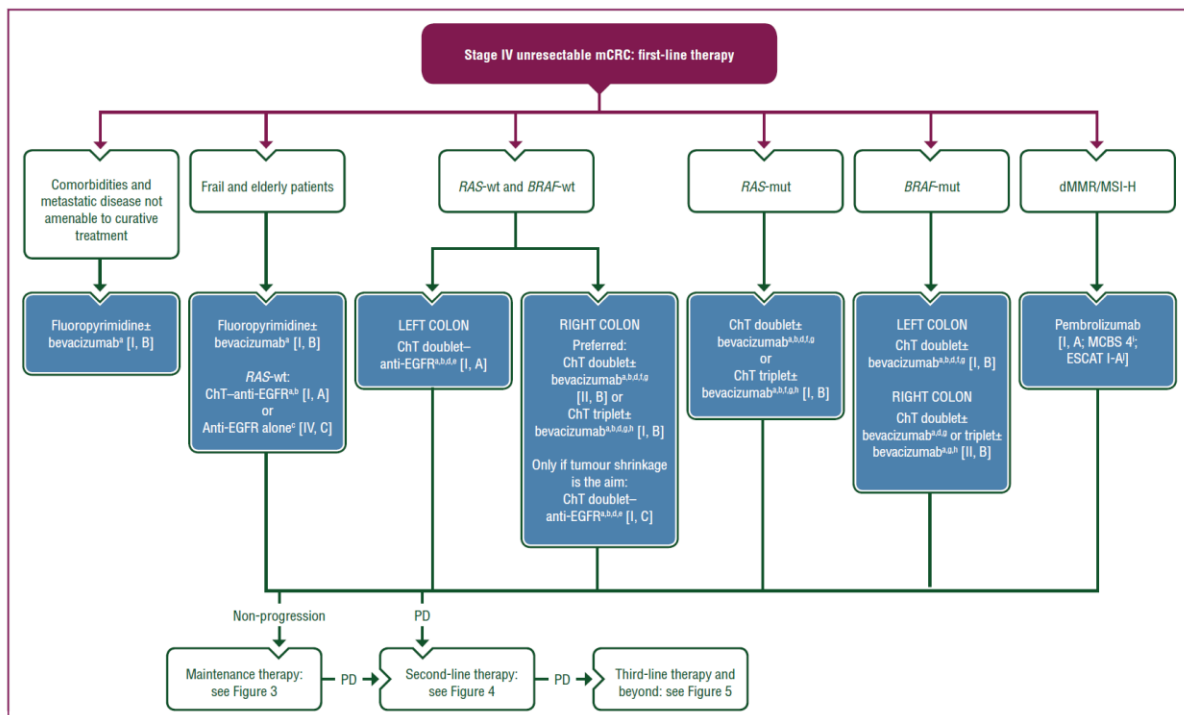 Stage IV unresectable mCRC: first-line therapy
Comorbidities and
metastatic disease not
amenable to curative
treatment
Frail and elderly patients
RAS-wt and BRAF-wt
RAS-mut
BRAF-mut
dMMR/MSI-H
Fluoropyrimidine±
bevacizumabᵃ [I, B]
Fluoropyrimidine±
bevacizumabᵃ [I, B]
RAS-wt:
ChT–anti-EGFRᵃ,ᵇ [I, A]
or
Anti-EGFR aloneᶜ [IV, C]
LEFT COLON
ChT doublet–
anti-EGFRᵃ,ᵇ,ᵈ,ᵉ [I, A]
RIGHT COLON
Preferred:
ChT doublet±
bevacizumabᵃ,ᵇ,ᵈ,ᶠ,ᵍ
[II, B] or
ChT triplet±
bevacizumabᵃ,ᵇ,ᵈ,ᵍ,ʰ [I, B]
Only if tumour shrinkage
is the aim:
ChT doublet–
anti-EGFRᵃ,ᵇ,ᵈ,ᵉ [I, C]
ChT doublet±
bevacizumabᵃ,ᵇ,ᵈ,ᶠ,ᵍ
or
ChT triplet±
bevacizumabᵃ,ᵇ,ᶠ,ᵍ,ʰ [I, B]
LEFT COLON
ChT doublet±
bevacizumabᵃ,ᵇ,ᵈ,ᶠ,ᵍ [I, B]
RIGHT COLON
ChT doublet±
bevacizumabᵃ,ᵈ,ᵍ or triplet±
bevacizumabᵃ,ᵍ,ʰ [II, B]
Pembrolizumab
[I, A; MCBS 4ⁱ;
ESCAT I-Aʲ]
Non-progression
PD
Maintenance therapy:
see Figure 3
PD
Second-line therapy:
see Figure 4
PD
Third-line therapy and
beyond: see Figure 5